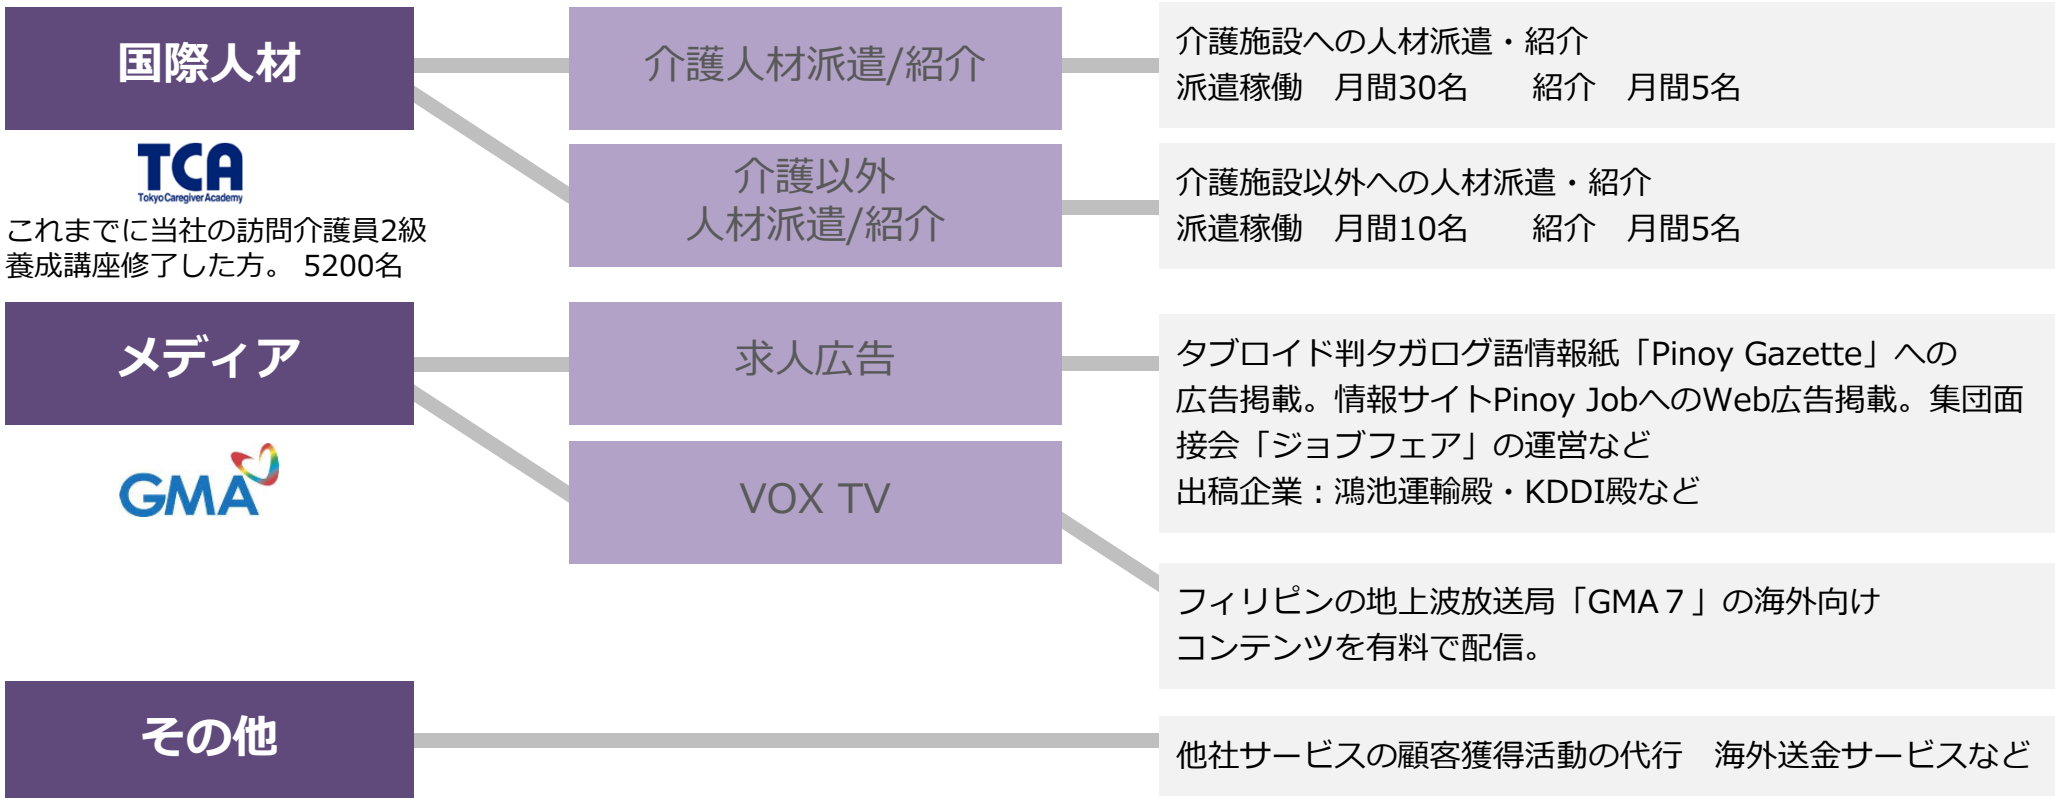 国際人材
介護人材派遣/紹介
介護施設への人材派遣・紹介
派遣稼働　月間30名　　紹介　月間5名
TCA
Tokyo Caregiver Academy
これまでに当社の訪問介護員2級
養成講座修了した方。 5200名
介護以外
人材派遣/紹介
介護施設以外への人材派遣・紹介
派遣稼働　月間10名　　紹介　月間5名
メディア
GMA
求人広告
タブロイド判タガログ語情報紙「Pinoy Gazette」への
広告掲載。情報サイトPinoy JobへのWeb広告掲載。集団面
接会「ジョブフェア」の運営など
出稿企業：鴻池運輸殿・KDDI殿など
VOX TV
フィリピンの地上波放送局「GMA７」の海外向け
コンテンツを有料で配信。
その他
他社サービスの顧客獲得活動の代行　海外送金サービスなど